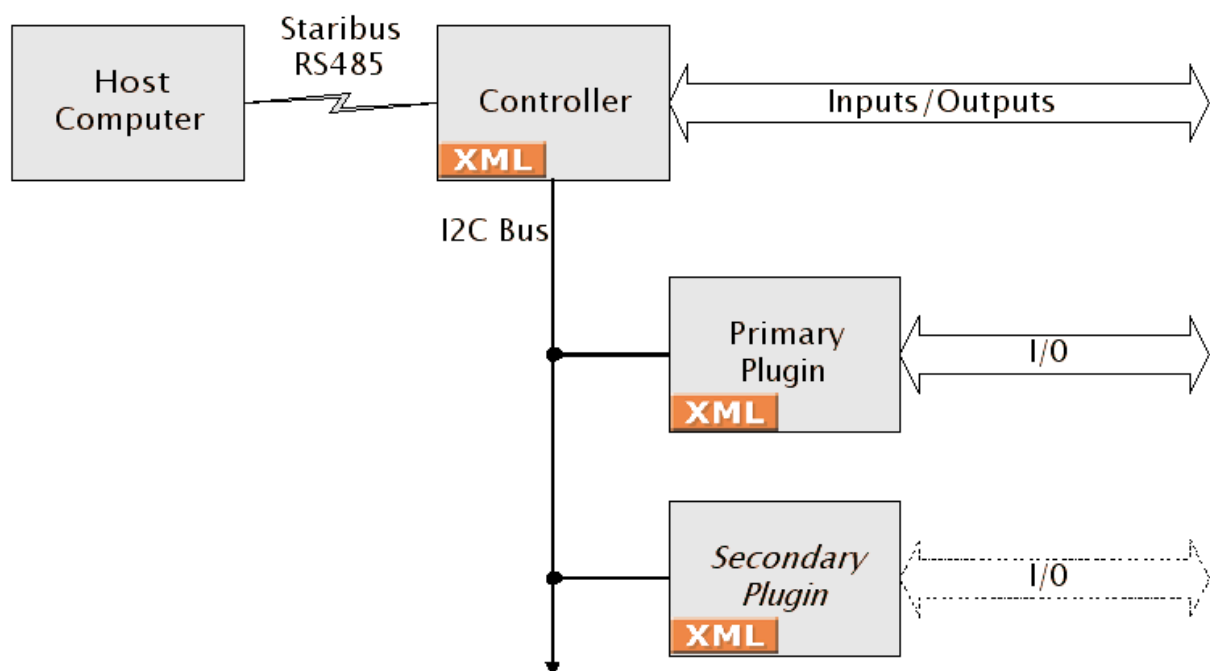 Staribus
RS485
Host
Computer
Controller
Inputs/Outputs
XML
I2C Bus
Primary
Plugin
I/O
XML
Secondary
Plugin
I/O
XML